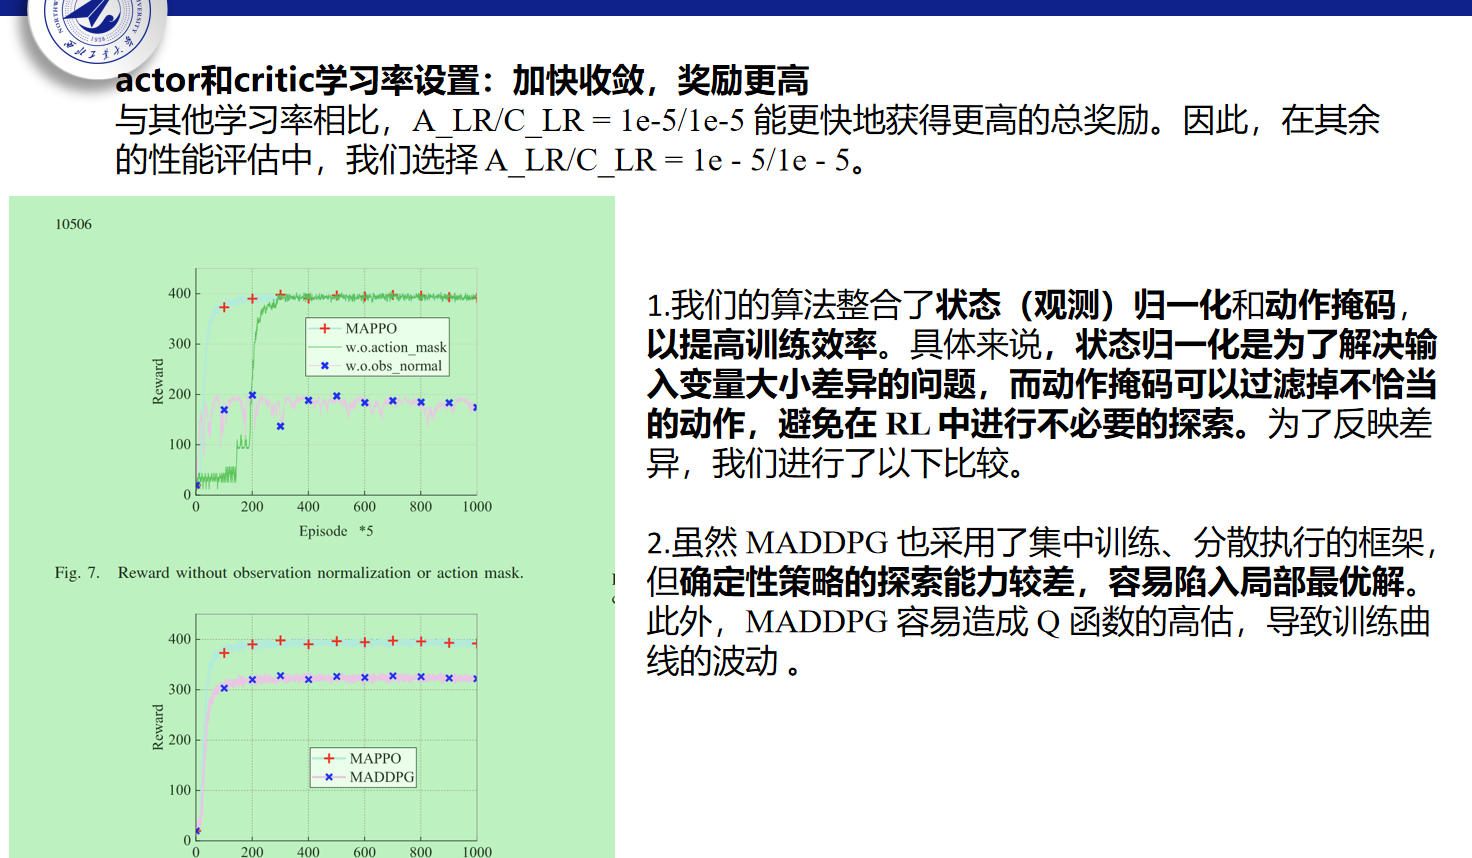 actor和critic学习率设置：加快收敛，奖励更高
与其他学习率相比，A_LR/C_LR = 1e-5/1e-5 能更快地获得更高的总奖励。因此，在其余
的性能评估中，我们选择 A_LR/C_LR = 1e - 5/1e - 5。
10506
400
300
200
100
0
Reward
MAPPO
w.o.action_mask
w.o.obs_normal
0 200 400 600 800 1000
Episode *5
Fig. 7. Reward without observation normalization or action mask.
400
300
200
100
0
Reward
MAPPO
MADDPG
0 200 400 600 800 1000
1.我们的算法整合了状态（观测）归一化和动作掩码，
以提高训练效率。具体来说，状态归一化是为了解决输
入变量大小差异的问题，而动作掩码可以过滤掉不恰当
的动作，避免在 RL 中进行不必要的探索。为了反映差
异，我们进行了以下比较。
2.虽然 MADDPG 也采用了集中训练、分散执行的框架，
但确定性策略的探索能力较差，容易陷入局部最优解。
此外，MADDPG 容易造成 Q 函数的高估，导致训练曲
线的波动 。